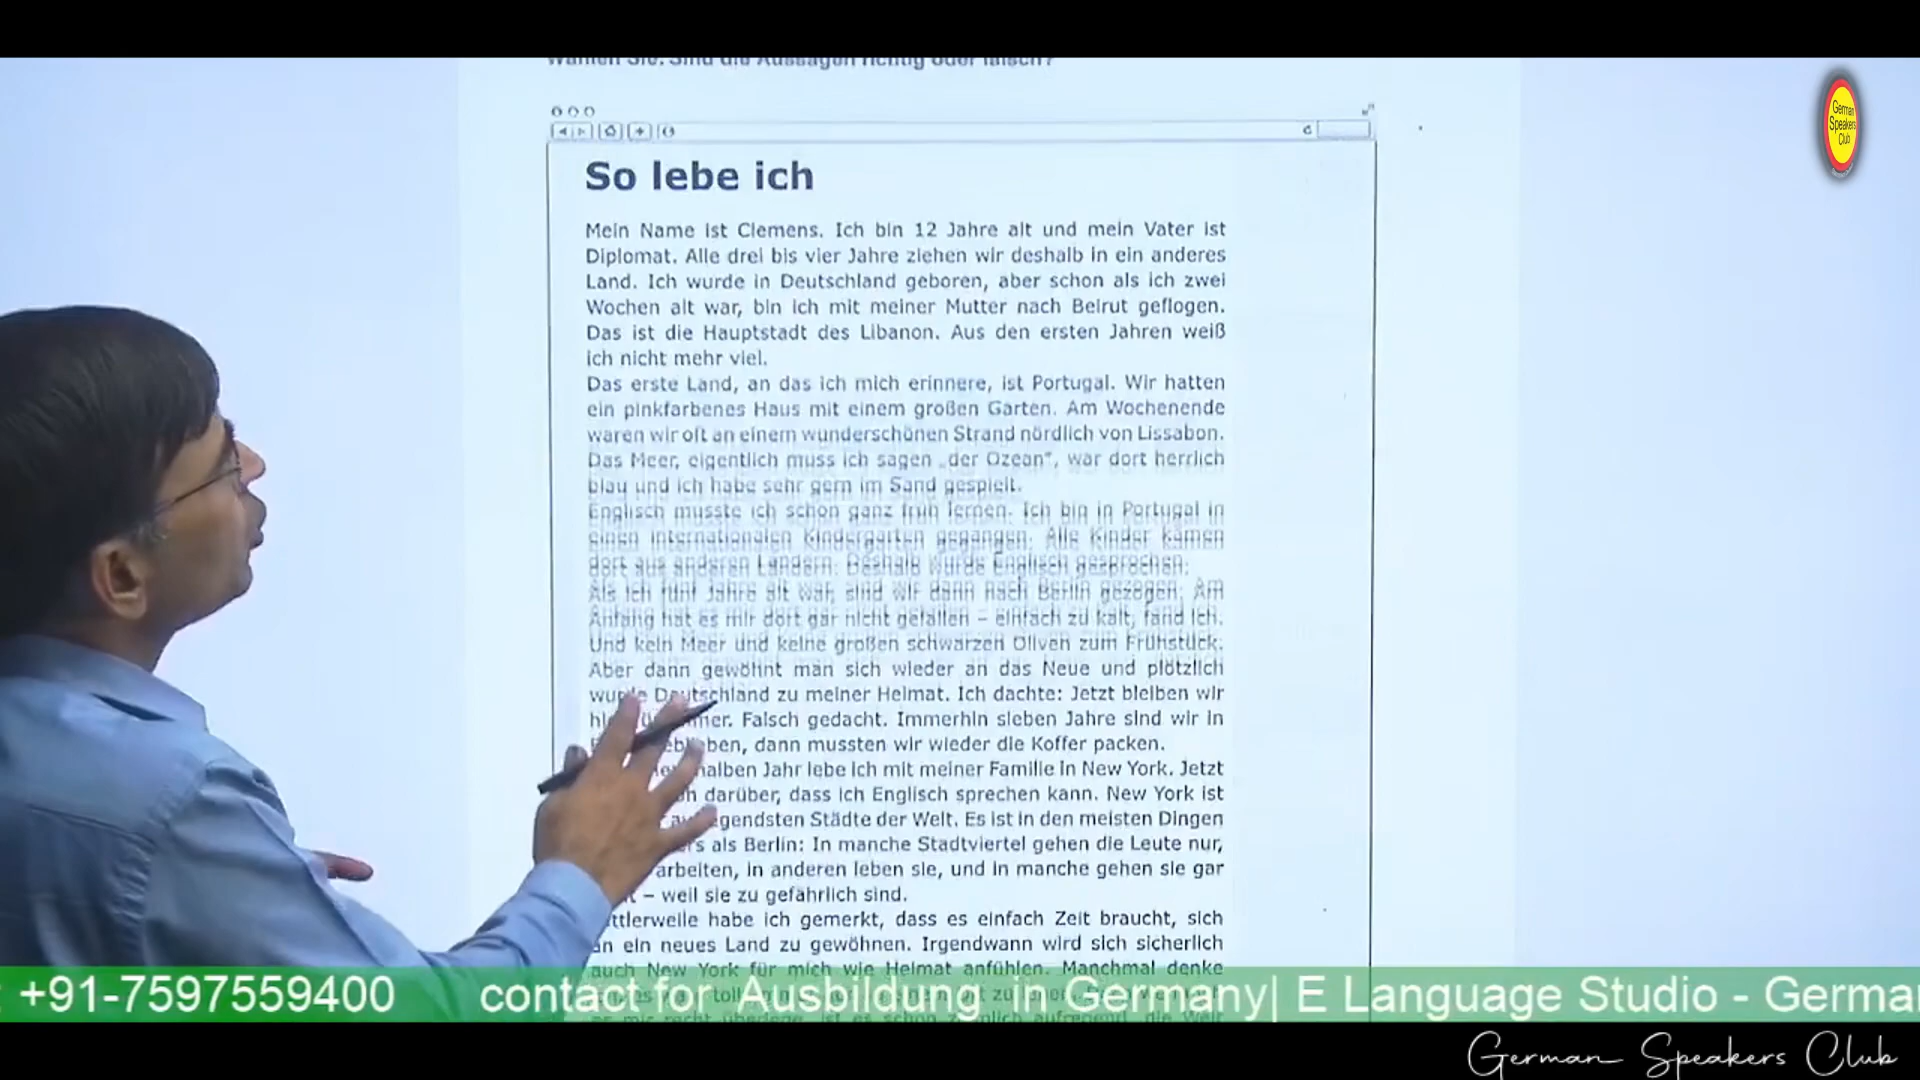 Wählen Sie: Sind die Aussagen richtig oder falsch?
German
Speakers
Club
So lebe ich
Mein Name ist Clemens. Ich bin 12 Jahre alt und mein Vater ist
Diplomat. Alle drei bis vier Jahre ziehen wir deshalb in ein anderes
Land. Ich wurde in Deutschland geboren, aber schon als ich zwei
Wochen alt war, bin ich mit meiner Mutter nach Beirut geflogen.
Das ist die Hauptstadt des Libanon. Aus den ersten Jahren weiß
ich nicht mehr viel.
Das erste Land, an das ich mich erinnere, ist Portugal. Wir hatten
ein pinkfarbenes Haus mit einem großen Garten. Am Wochenende
waren wir oft an einem wunderschönen Strand nördlich von Lissabon.
Das Meer, eigentlich muss ich sagen „der Ozean“, war dort herrlich
blau und ich habe sehr gern im Sand gespielt.
Englisch musste ich schon ganz früh lernen. Ich bin in Portugal in
einen internationalen Kindergarten gegangen. Alle Kinder kamen
dort aus anderen Ländern. Deshalb wurde Englisch gesprochen.
Als ich fünf Jahre alt war, sind wir dann nach Berlin gezogen. Am
Anfang hat es mir dort gar nicht gefallen – einfach zu kalt, fand ich.
Und kein Meer und keine großen schwarzen Oliven zum Frühstück.
Aber dann gewöhnt man sich wieder an das Neue und plötzlich
wurde Deutschland zu meiner Heimat. Ich dachte: Jetzt bleiben wir
Falsch gedacht. Immerhin sieben Jahre sind wir in
dann mussten wir wieder die Koffer packen.
halben Jahr lebe ich mit meiner Familie in New York. Jetzt
darüber, dass ich Englisch sprechen kann. New York ist
Städte der Welt. Es ist in den meisten Dingen
als Berlin: In manche Stadtviertel gehen die Leute nur,
arbeiten, in anderen leben sie, und in manche gehen sie gar
– weil sie zu gefährlich sind.
ttlerweile habe ich gemerkt, dass es einfach Zeit braucht, sich
an ein neues Land zu gewöhnen. Irgendwann wird sich sicherlich
auch New York für mich wie Heimat anfühlen. Manchmal denke
: +91-7597559400 contact for Ausbildung in Germany| E Language Studio - Germa
German Speakers Club